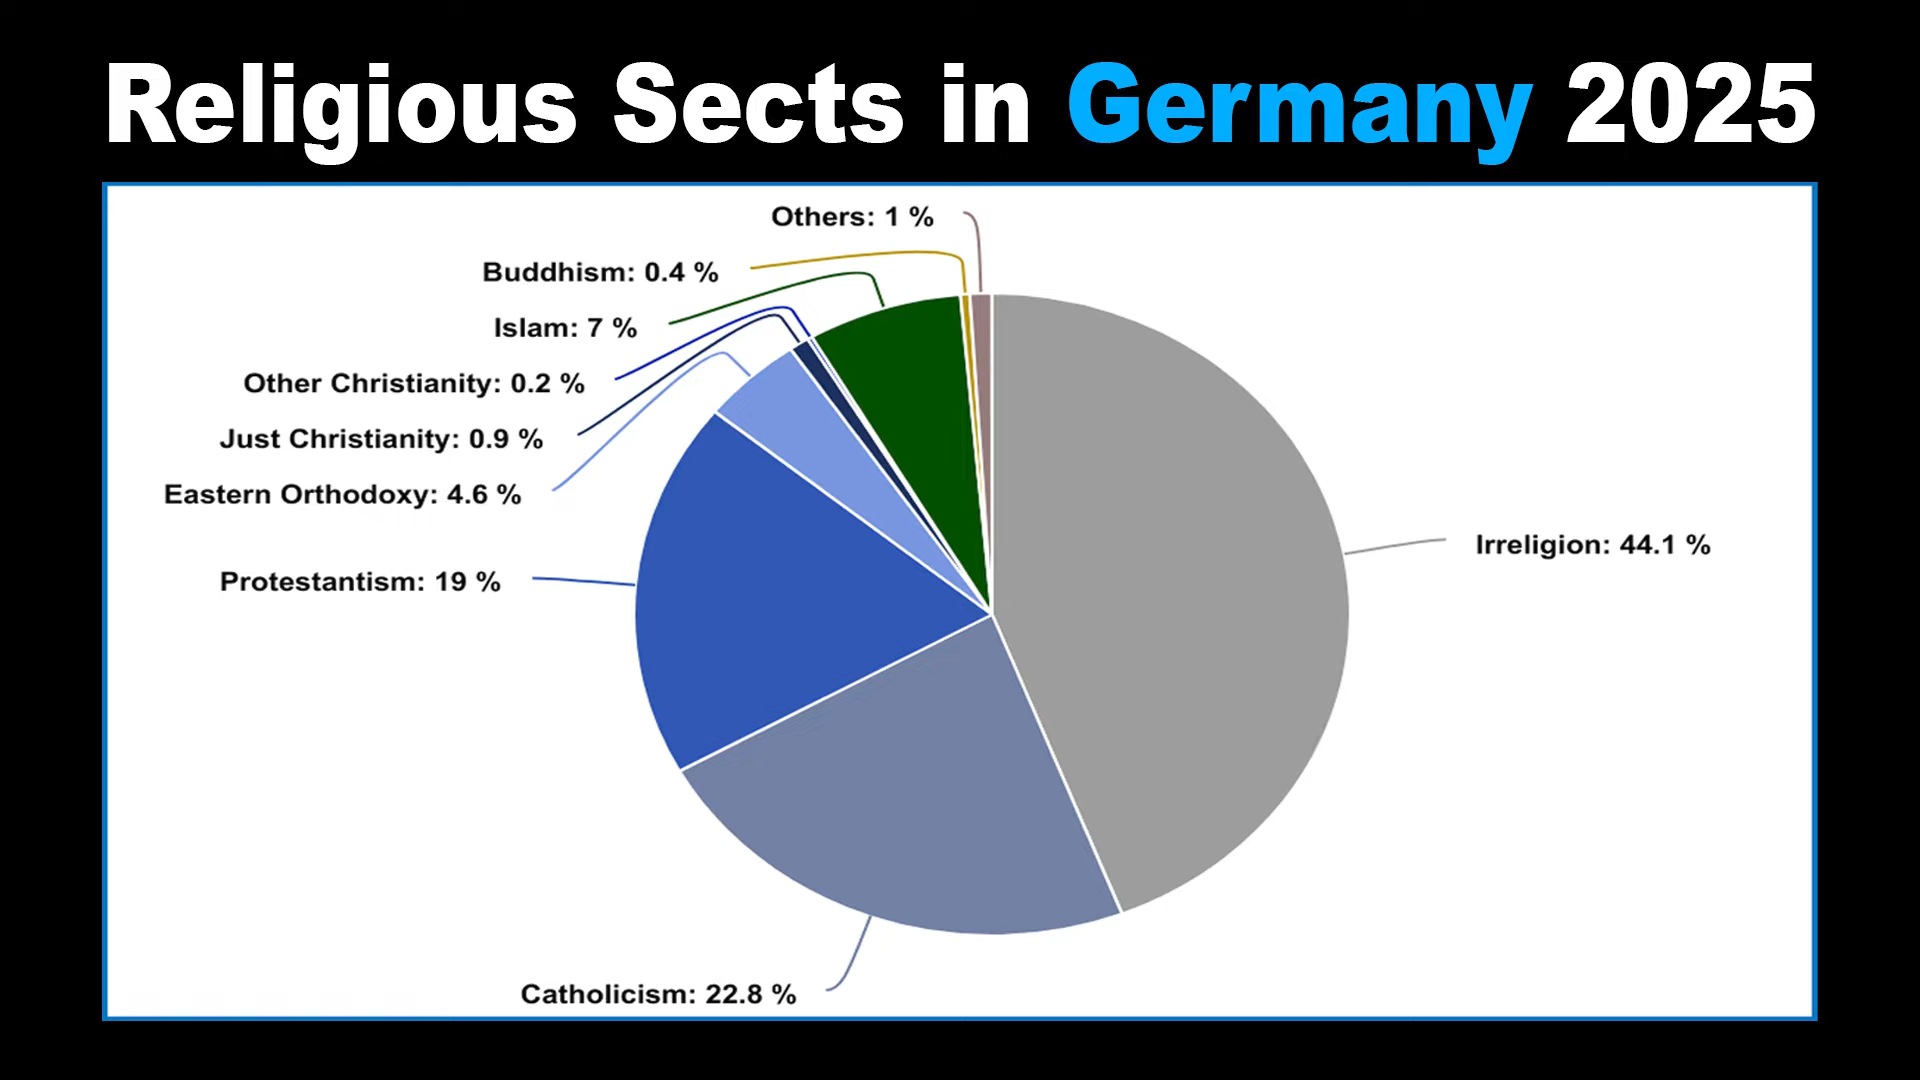 Religious Sects in Germany 2025
Others: 1 %
Buddhism: 0.4 %
Islam: 7 %
Other Christianity: 0.2 %
Just Christianity: 0.9 %
Eastern Orthodoxy: 4.6 %
Irreligion: 44.1 %
Protestantism: 19 %
Catholicism: 22.8 %